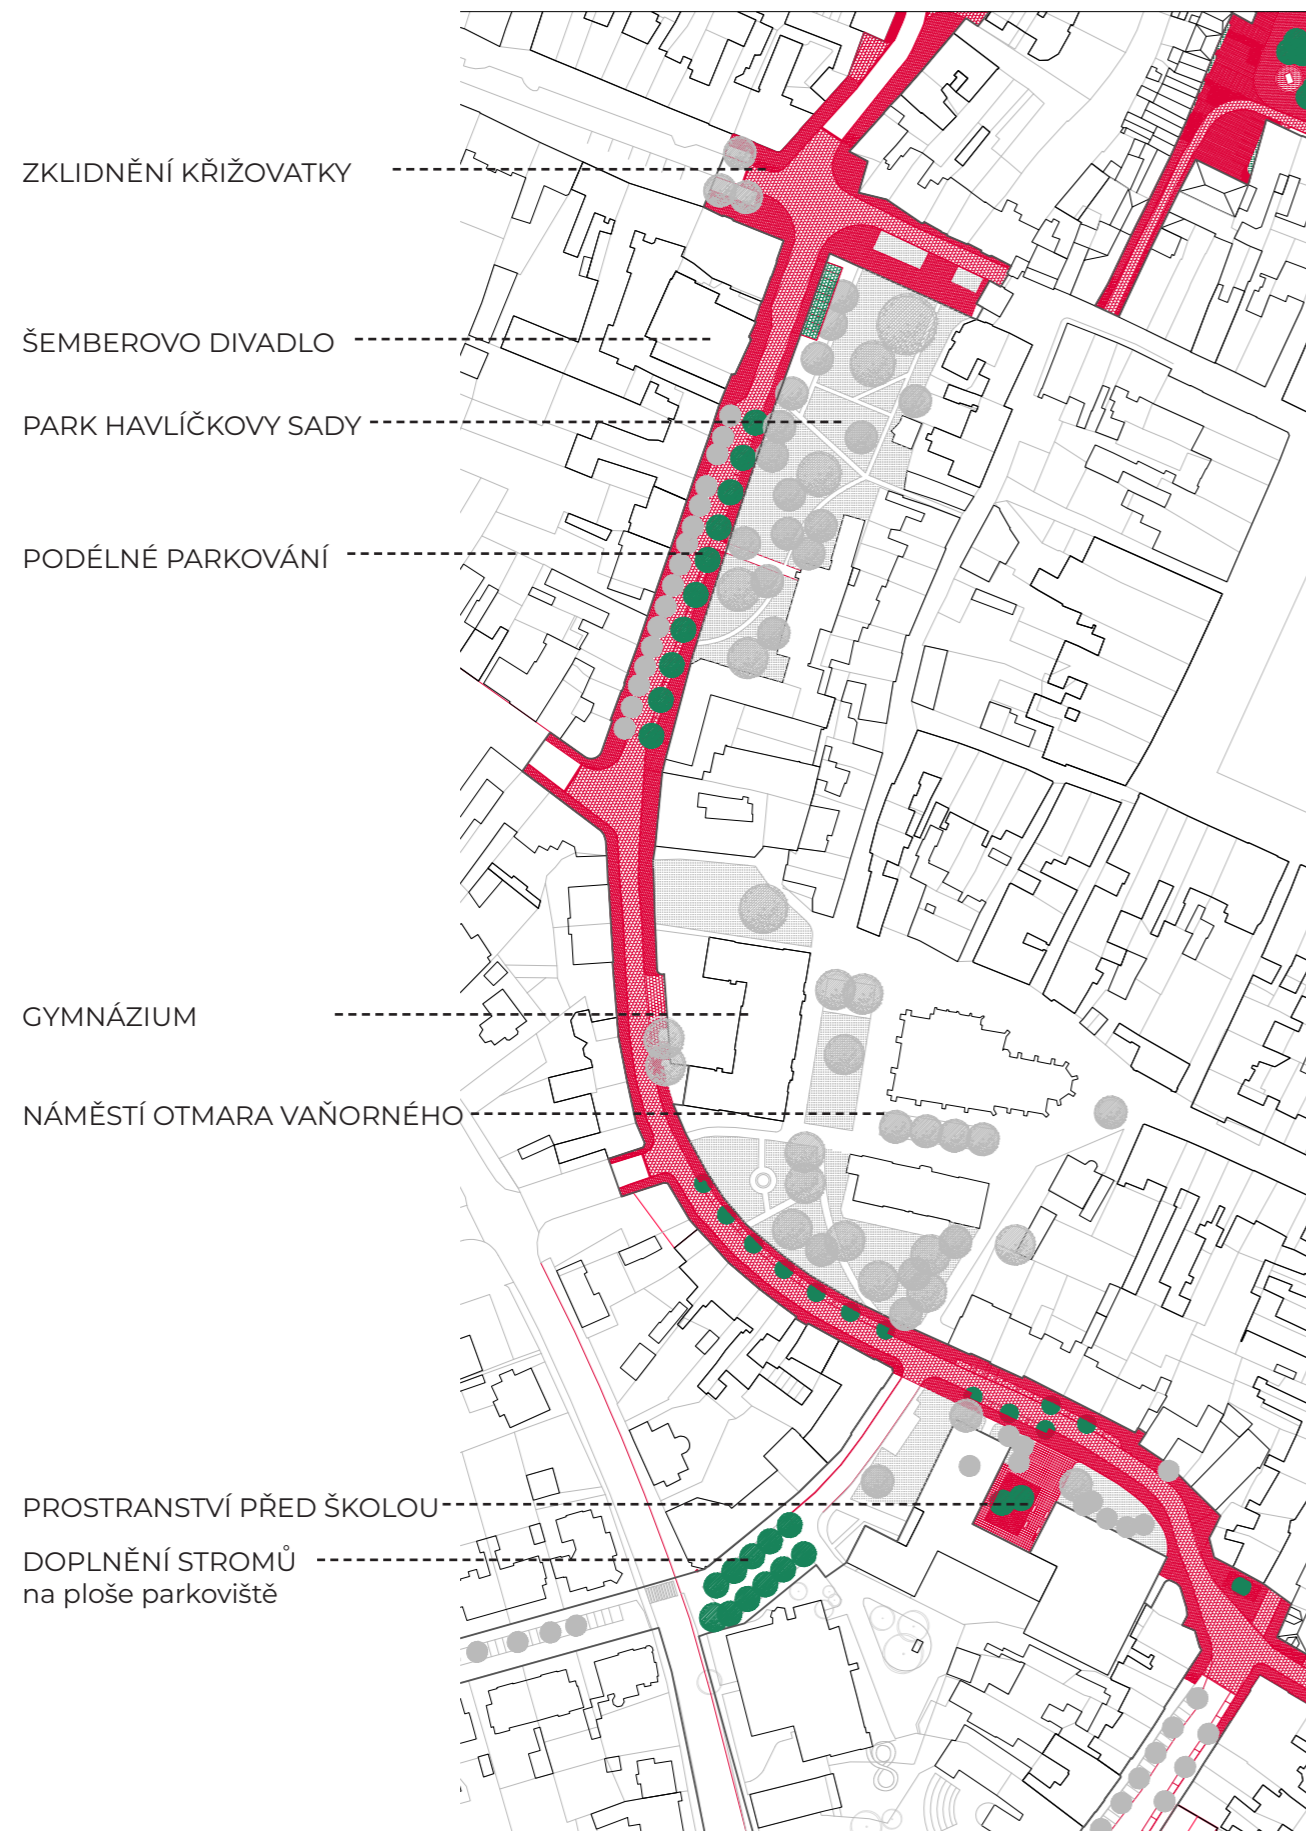 ZKLIDNĚNÍ KŘIŽOVATKY
ŠEMBEROVO DIVADLO
PARK HAVLÍČKOVY SADY
PODÉLNÉ PARKOVÁNÍ
GYMNÁZIUM
NÁMĚSTÍ OTMARA VAŇORNÉHO
PROSTRANSTVÍ PŘED ŠKOLOU
DOPLNĚNÍ STROMŮ
na ploše parkoviště